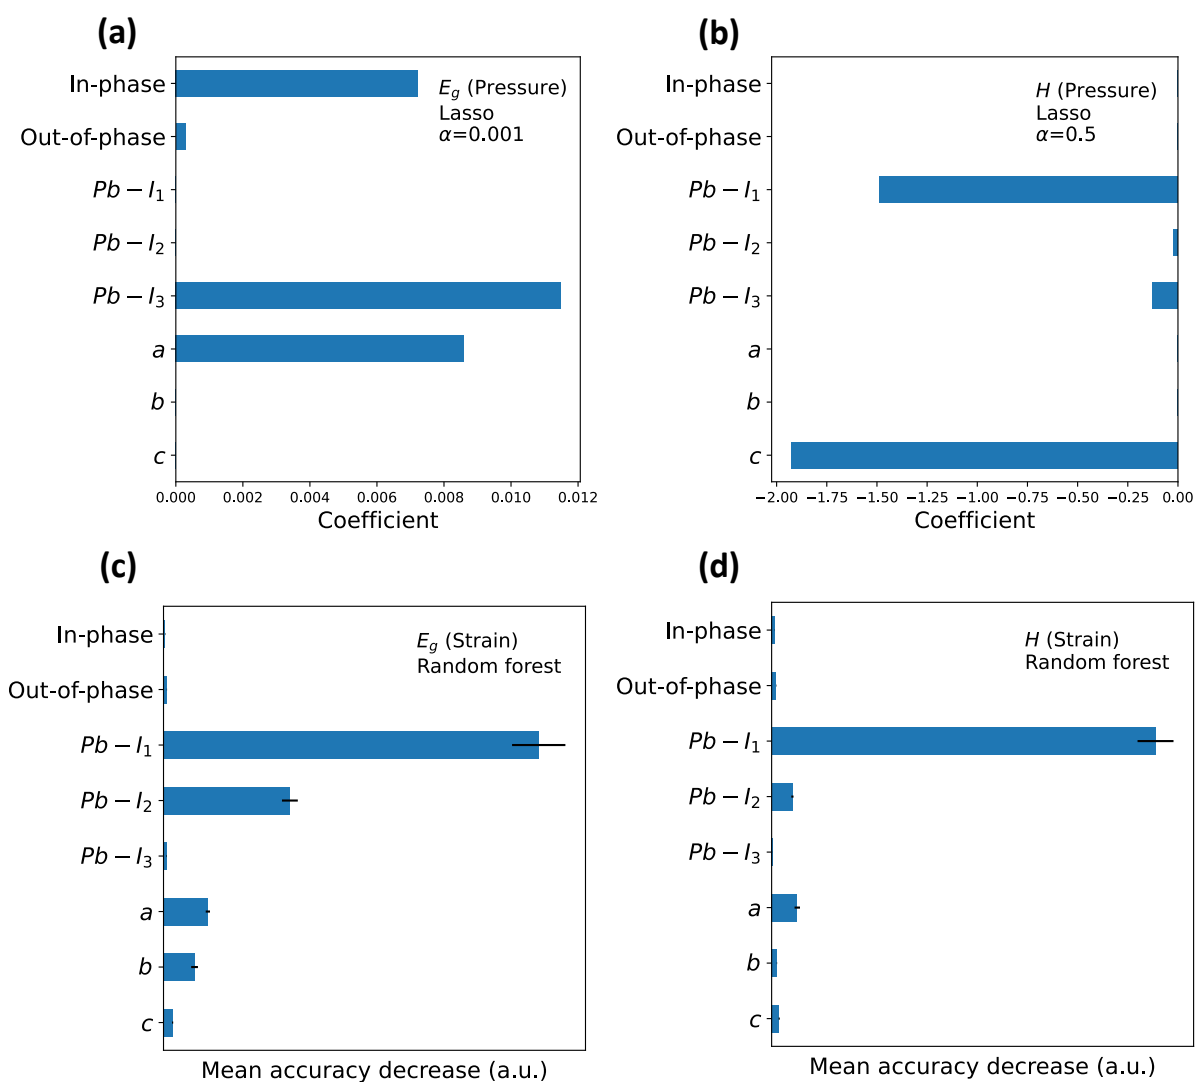 (a)
In-phase
Out-of-phase
Pb − I₁
Pb − I₂
Pb − I₃
a
b
c
E_g (Pressure)
Lasso
α=0.001
0.000 0.002 0.004 0.006 0.008 0.010 0.012
Coefficient
(b)
In-phase
Out-of-phase
Pb − I₁
Pb − I₂
Pb − I₃
a
b
c
H (Pressure)
Lasso
α=0.5
−2.00 −1.75 −1.50 −1.25 −1.00 −0.75 −0.50 −0.25 0.00
Coefficient
(c)
In-phase
Out-of-phase
Pb − I₁
Pb − I₂
Pb − I₃
a
b
c
E_g (Strain)
Random forest
Mean accuracy decrease (a.u.)
(d)
In-phase
Out-of-phase
Pb − I₁
Pb − I₂
Pb − I₃
a
b
c
H (Strain)
Random forest
Mean accuracy decrease (a.u.)